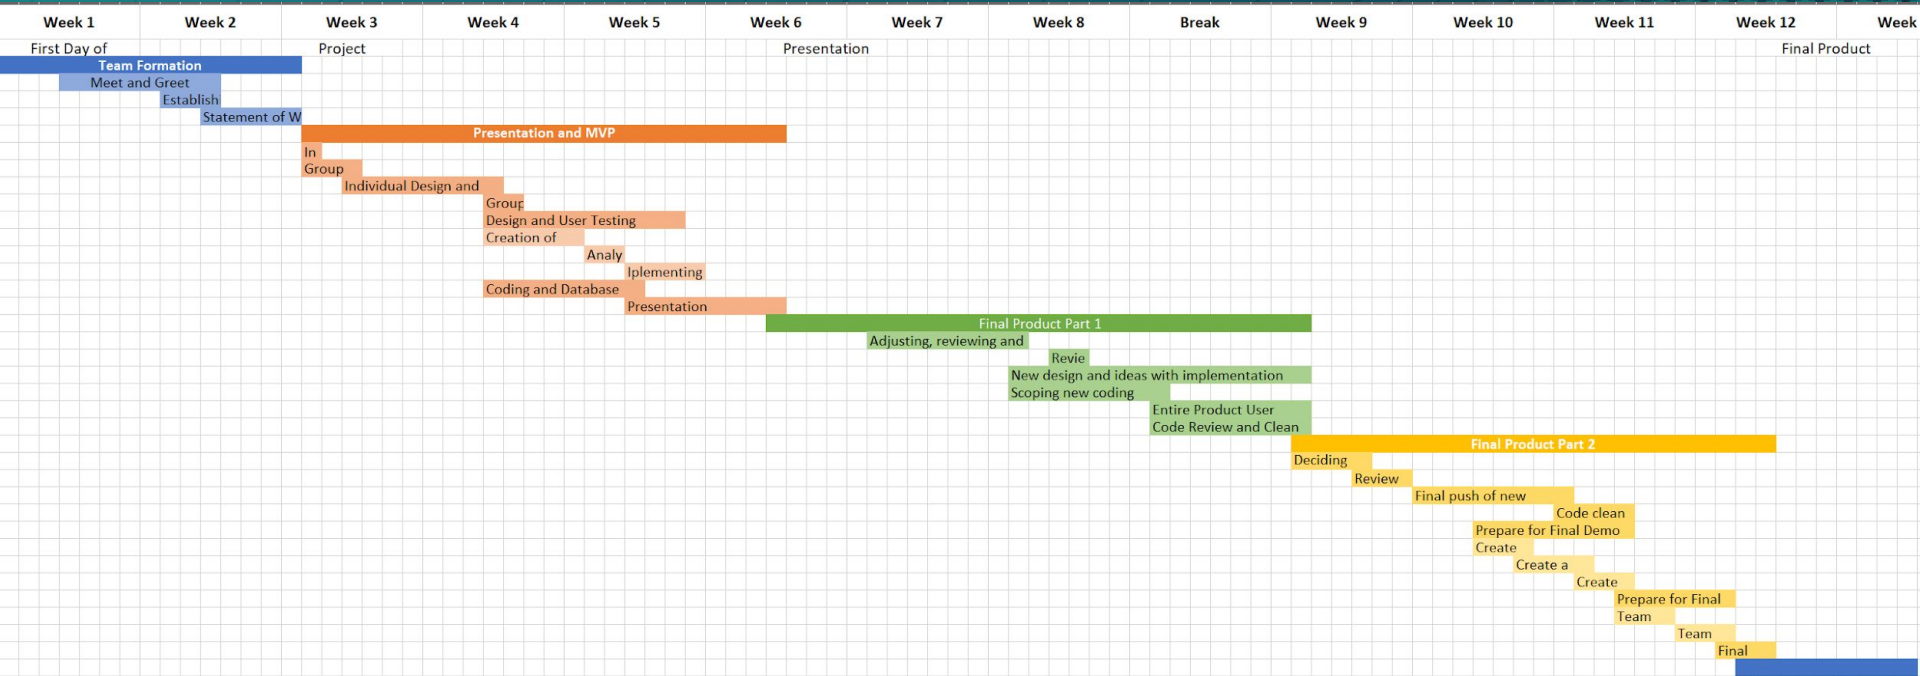 Week 1 Week 2 Week 3 Week 4 Week 5 Week 6 Week 7 Week 8 Break Week 9 Week 10 Week 11 Week 12 Week
First Day of Project Presentation Final Product
Team Formation
Meet and Greet
Establish
Statement of W
Presentation and MVP
In
Group
Individual Design and
Group
Design and User Testing
Creation of
Analy
Iplementing
Coding and Database
Presentation
Final Product Part 1
Adjusting, reviewing and
Revie
New design and ideas with implementation
Scoping new coding
Entire Product User
Code Review and Clean
Final Product Part 2
Deciding
Review
Final push of new
Code clean
Prepare for Final Demo
Create
Create a
Create
Prepare for Final
Team
Team
Final